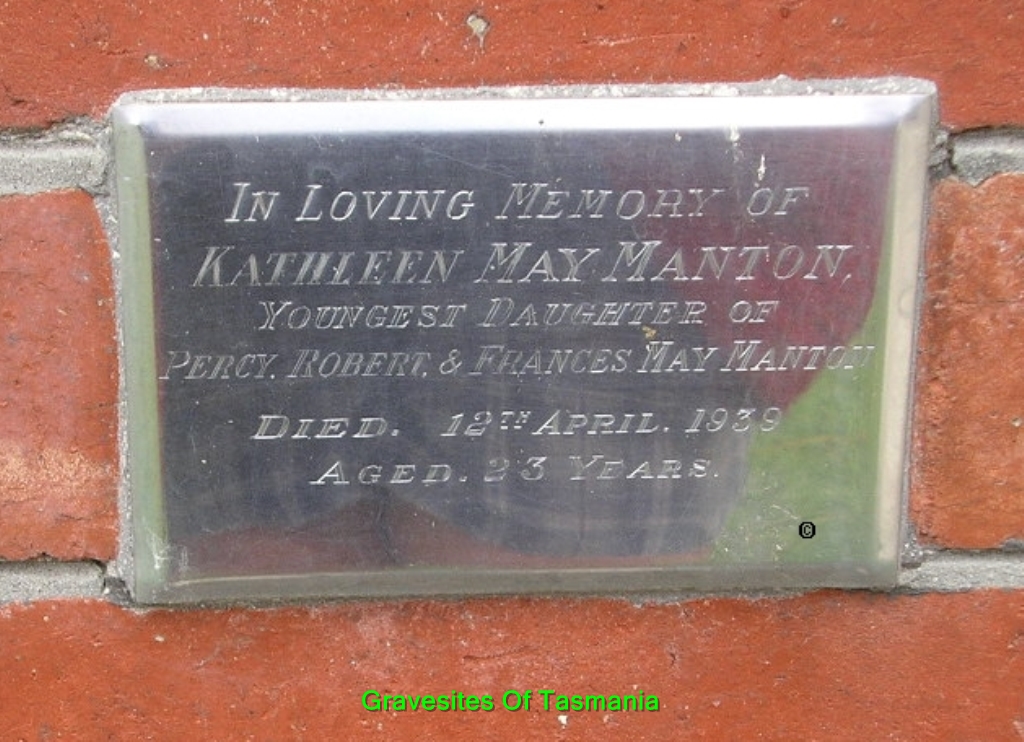 IN LOVING MEMORY OF
KATHLEEN MAY MANTON,
YOUNGEST DAUGHTER OF
PERCY, ROBERT, & FRANCES MAY MANTON
DIED. 12TH APRIL. 1939
AGED. 23 YEARS.
©
Gravesites Of Tasmania